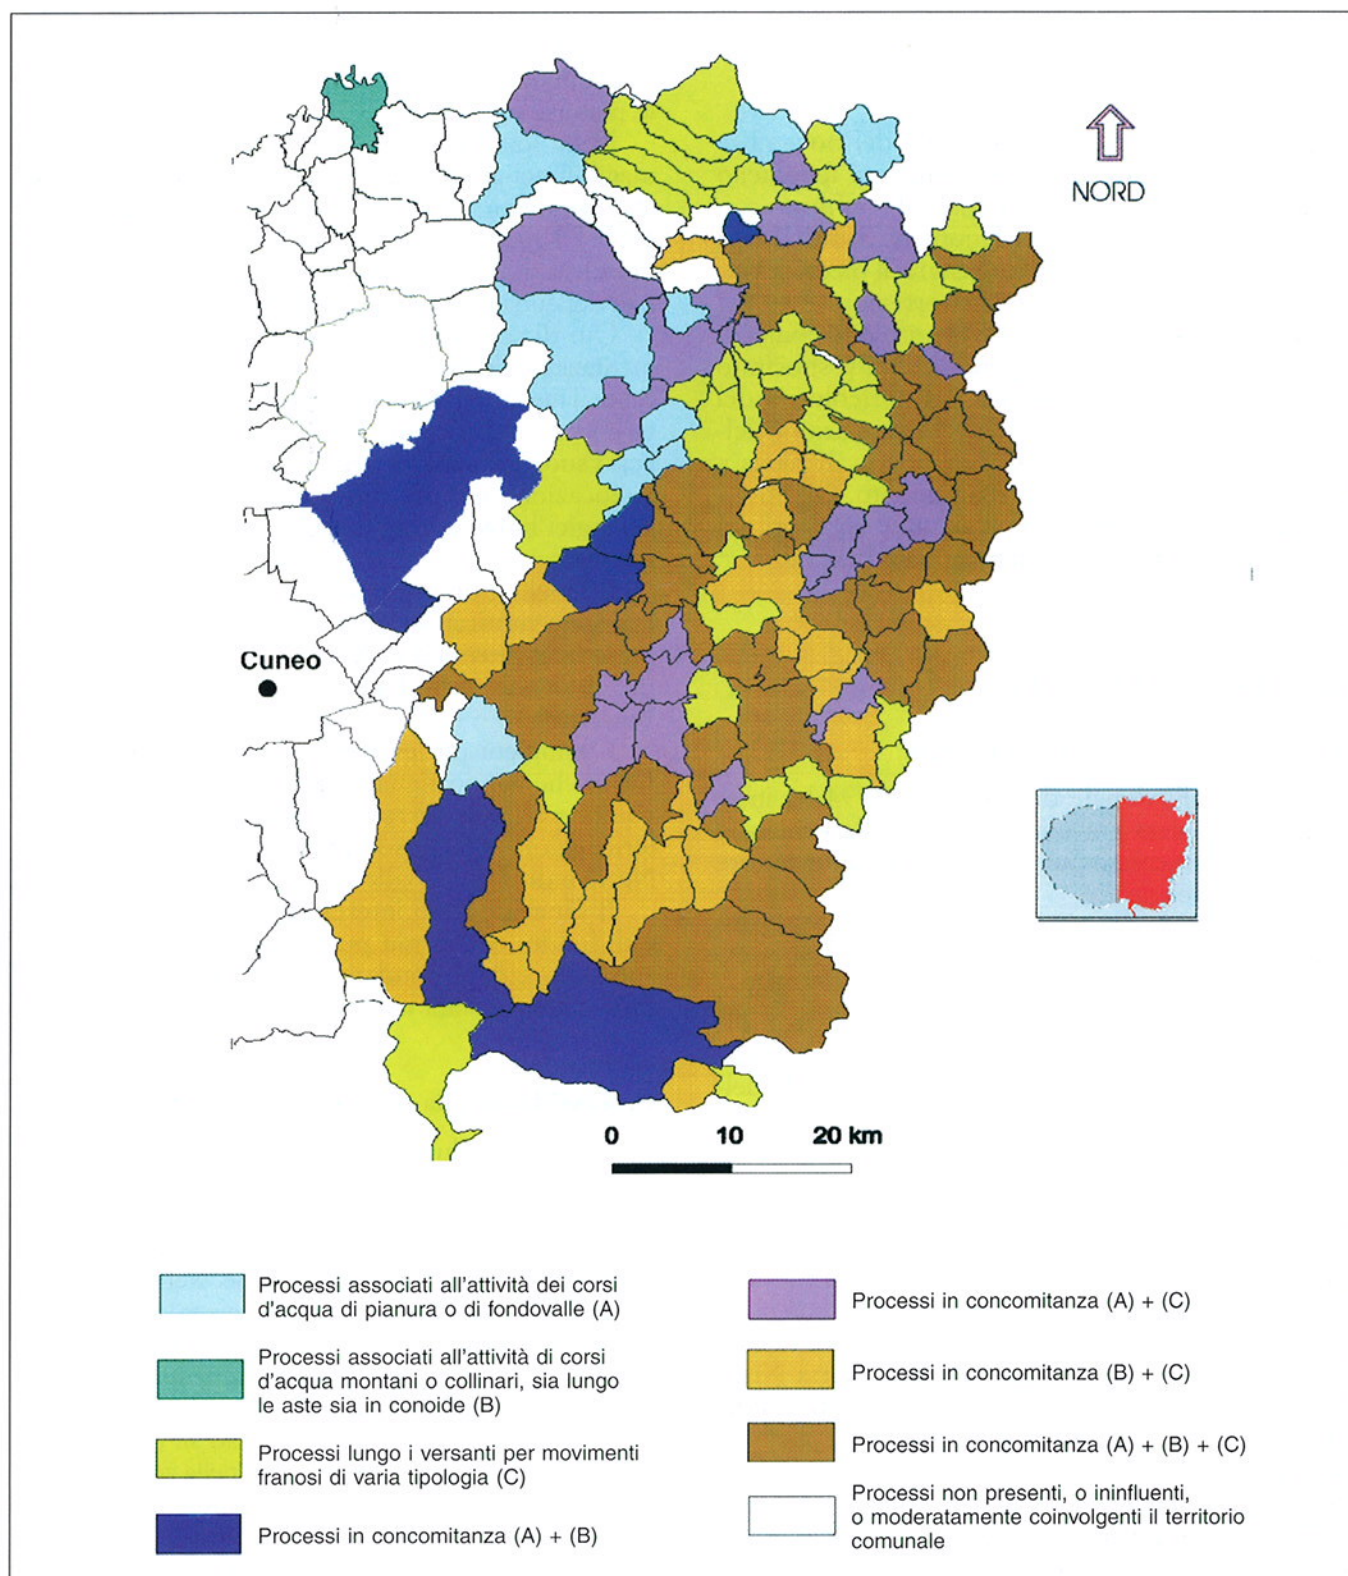 NORD
Cuneo
0 10 20 km
Processi associati all'attività dei corsi
d'acqua di pianura o di fondovalle (A)
Processi associati all'attività di corsi
d'acqua montani o collinari, sia lungo
le aste sia in conoide (B)
Processi lungo i versanti per movimenti
franosi di varia tipologia (C)
Processi in concomitanza (A) + (B)
Processi in concomitanza (A) + (C)
Processi in concomitanza (B) + (C)
Processi in concomitanza (A) + (B) + (C)
Processi non presenti, o ininfluenti,
o moderatamente coinvolgenti il territorio
comunale